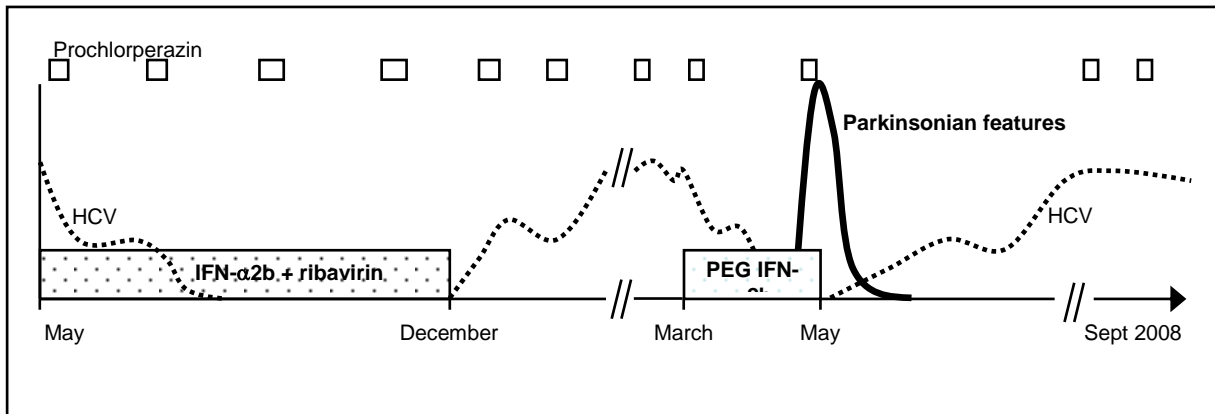 Prochlorperazin
Parkinsonian features
HCV
HCV
IFN-α2b + ribavirin
PEG IFN-
May
December
March
May
Sept 2008